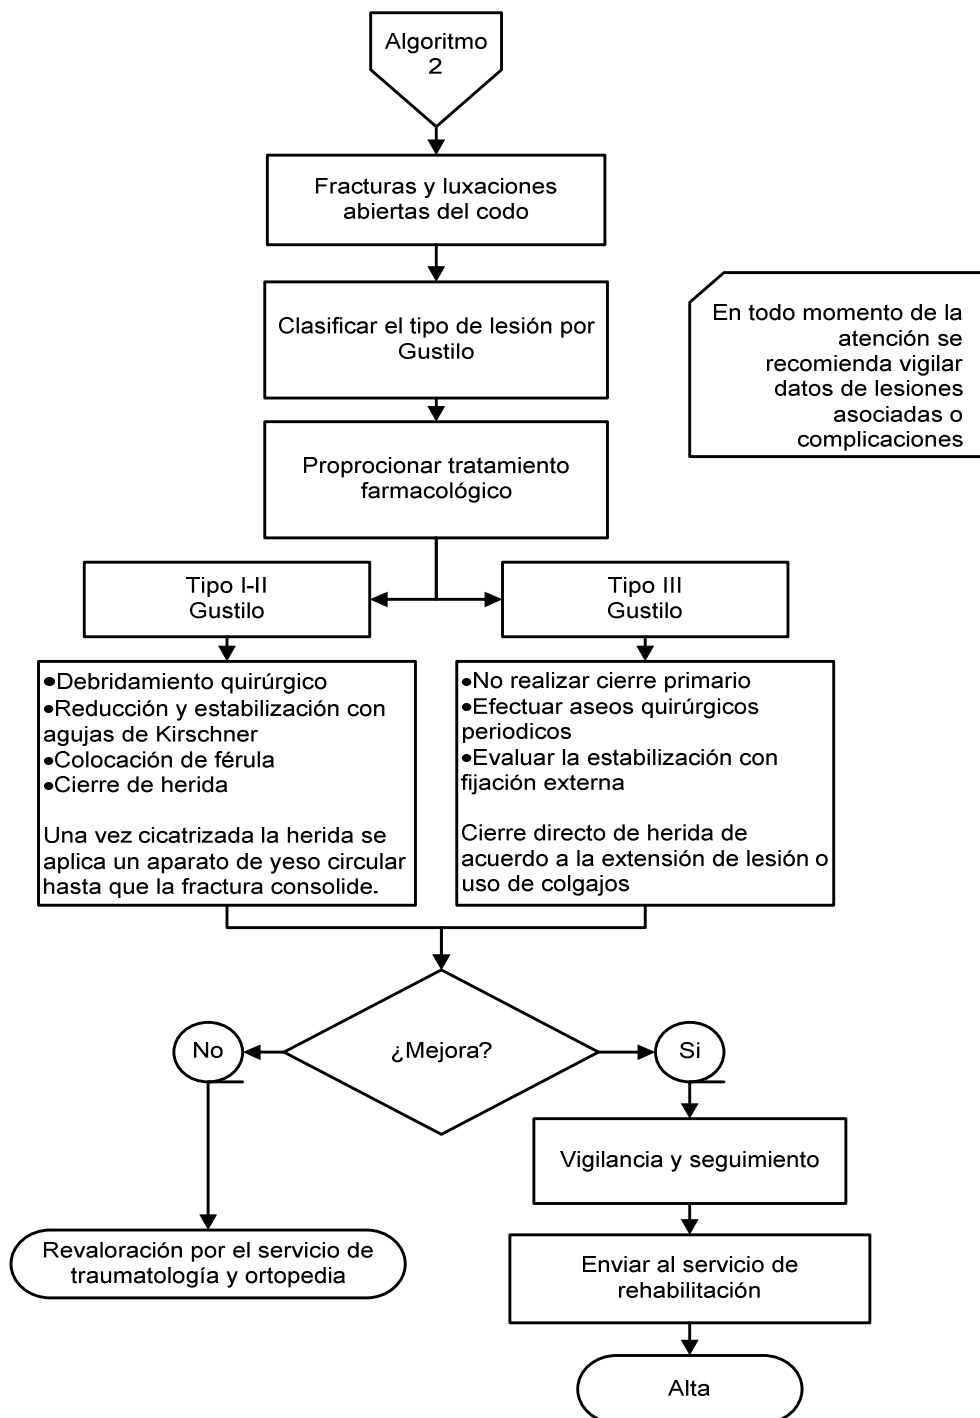 Algoritmo
2
Fracturas y luxaciones
abiertas del codo
Clasificar el tipo de lesión por
Gustilo
En todo momento de la
atención se
recomienda vigilar
datos de lesiones
asociadas o
complicaciones
Proprocionar tratamiento
farmacológico
Tipo I-II
Gustilo
Tipo III
Gustilo
●Debridamiento quirúrgico
●Reducción y estabilización con
agujas de Kirschner
●Colocación de férula
●Cierre de herida
Una vez cicatrizada la herida se
aplica un aparato de yeso circular
hasta que la fractura consolide.
●No realizar cierre primario
●Efectuar aseos quirúrgicos
periodicos
●Evaluar la estabilización con
fijación externa
Cierre directo de herida de
acuerdo a la extensión de lesión o
uso de colgajos
¿Mejora?
No
Si
Vigilancia y seguimiento
Revaloración por el servicio de
traumatología y ortopedia
Enviar al servicio de
rehabilitación
Alta